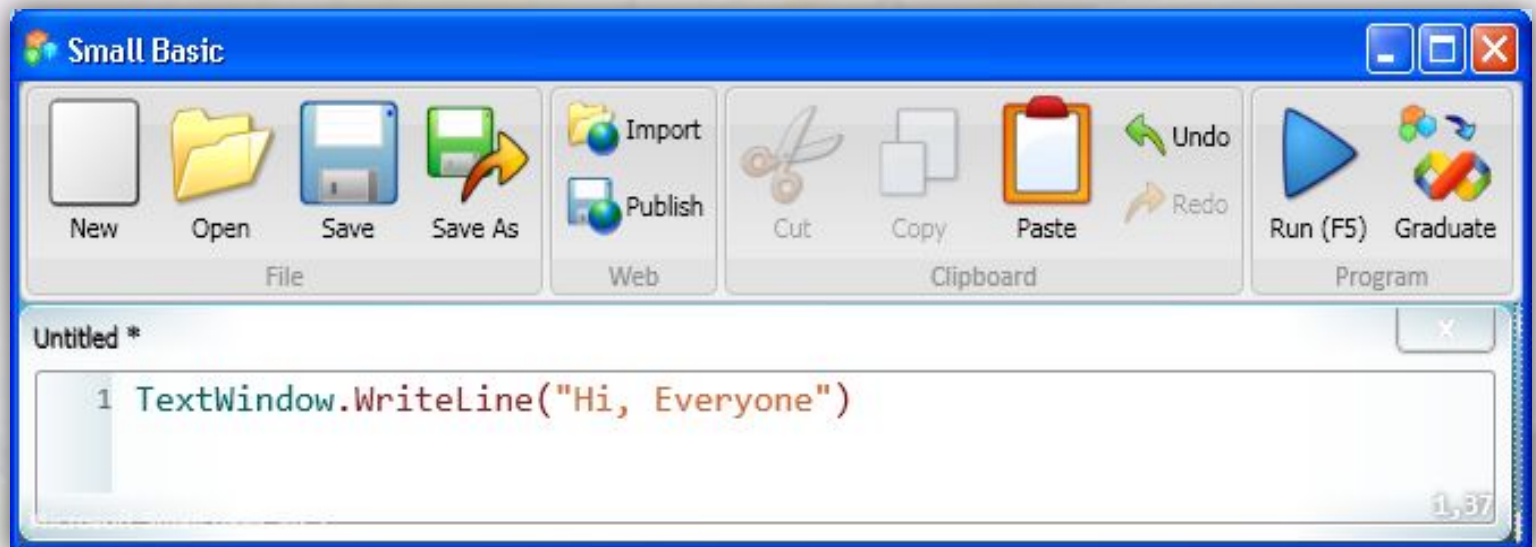 Small Basic
Import
Undo
Publish
Redo
New Open Save Save As Cut Copy Paste Run (F5) Graduate
File Web Clipboard Program
Untitled * x
1 TextWindow.WriteLine("Hi, Everyone")
1,37